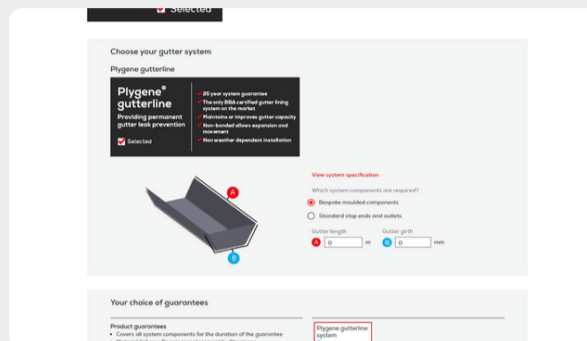 Selected
Choose your gutter system
Plygene gutterline
Plygene®
gutterline
Providing permanent
gutter leak prevention
Selected
25 year system guarantee
The only BBA certified gutter lining
system on the market
Maintains or improves gutter capacity
Non-bonded allows expansion and
movement
Non weather dependent installation
View system specification
Which system components are required?
Bespoke moulded components
Standard stop ends and outlets
Gutter length
Gutter girth
A 0 m
B 0 mm
A
B
Your choice of guarantees
Product guarantees
Covers all system components for the duration of the guarantee
Plygene gutterline
system